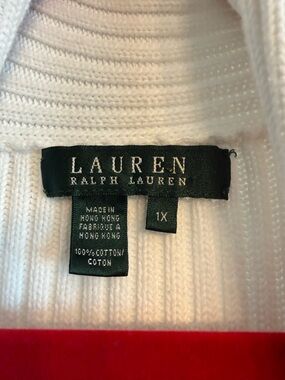 LAUREN
RALPH LAUREN
MADE IN
HONG KONG
FABRIQUE A
HONG KONG
100% COTTON/
COTON
1X